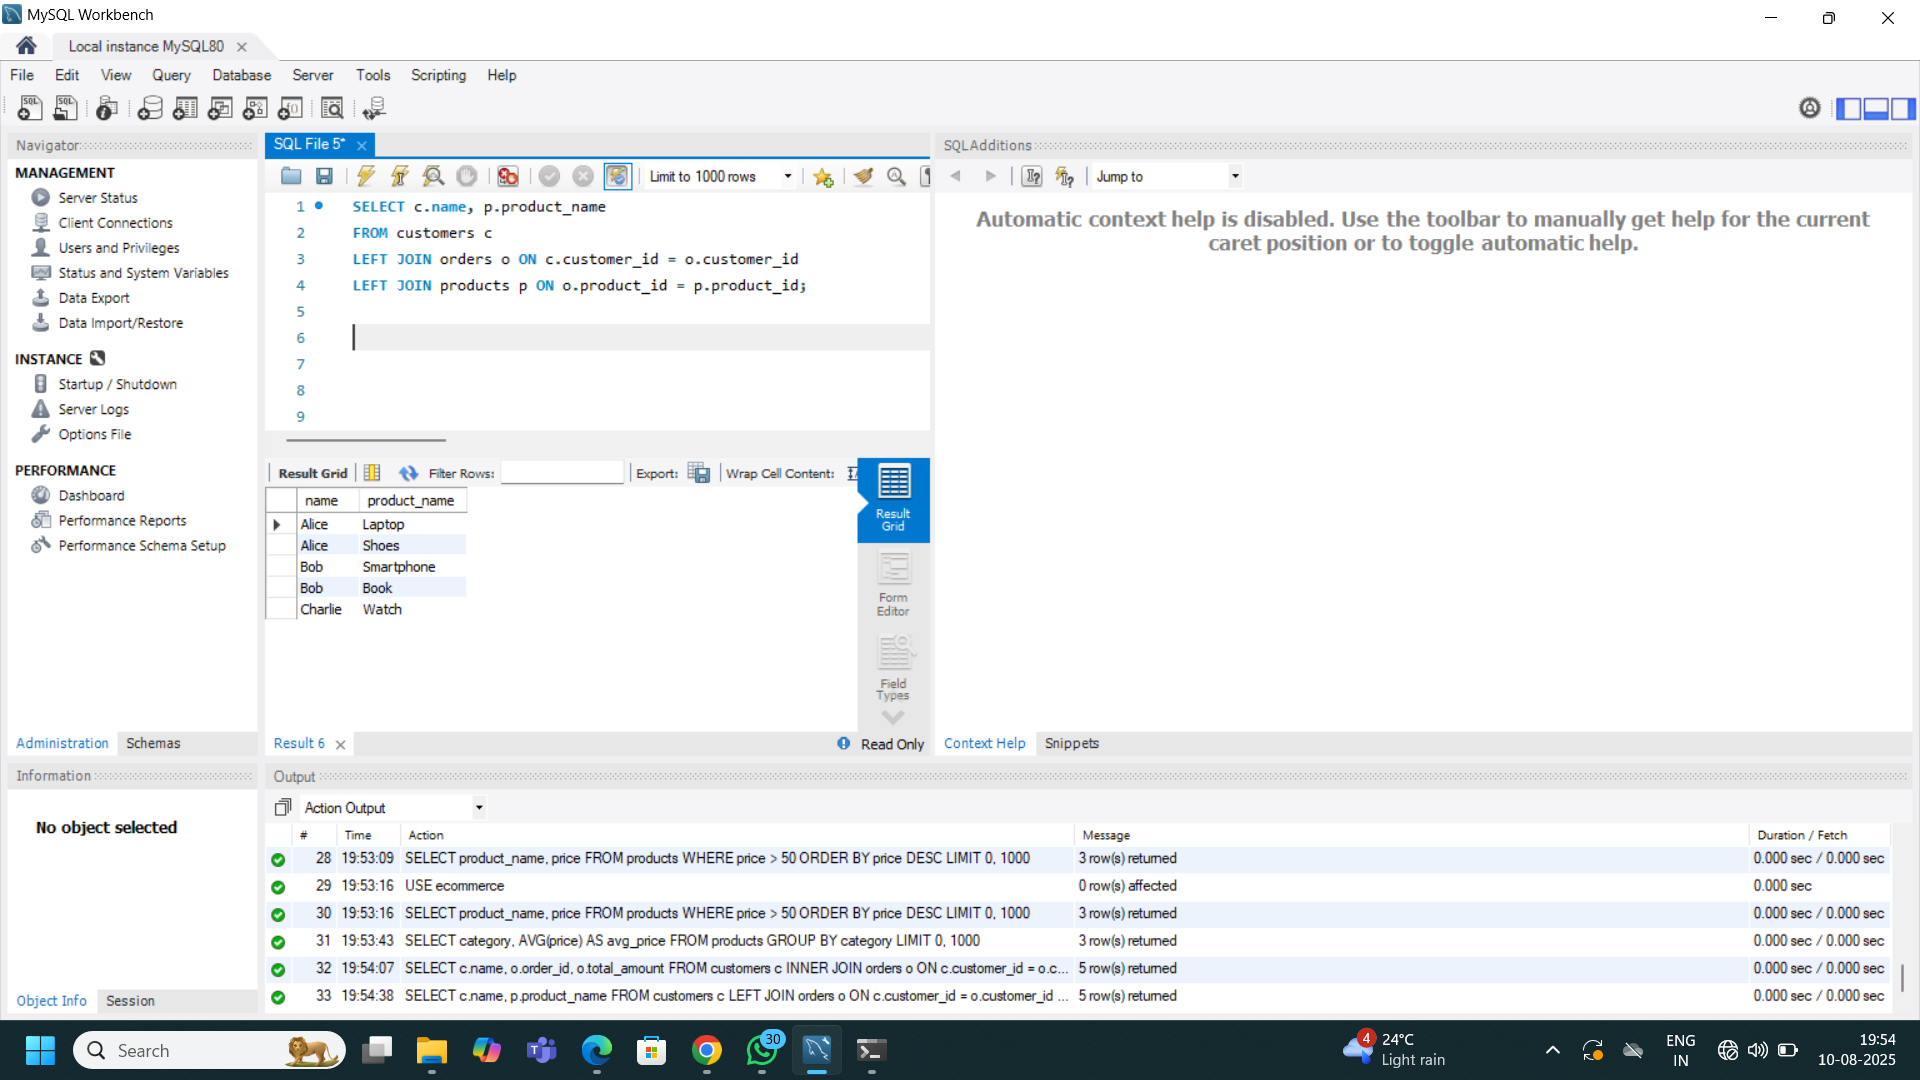 MySQL Workbench
Local instance MySQL80
File Edit View Query Database Server Tools Scripting Help
Navigator
MANAGEMENT
Server Status
Client Connections
Users and Privileges
Status and System Variables
Data Export
Data Import/Restore
INSTANCE
Startup / Shutdown
Server Logs
Options File
PERFORMANCE
Dashboard
Performance Reports
Performance Schema Setup
Administration Schemas
Information
No object selected
Object Info Session
SQL File 5*
Limit to 1000 rows
1 SELECT c.name, p.product_name
2 FROM customers c
3 LEFT JOIN orders o ON c.customer_id = o.customer_id
4 LEFT JOIN products p ON o.product_id = p.product_id;
5
6
7
8
9
Result Grid Filter Rows: Export: Wrap Cell Content:
name product_name
Alice Laptop
Alice Shoes
Bob Smartphone
Bob Book
Charlie Watch
Result
Grid
Form
Editor
Field
Types
Result 6
Read Only
SQLAdditions
Jump to
Automatic context help is disabled. Use the toolbar to manually get help for the current
caret position or to toggle automatic help.
Context Help Snippets
Output
Action Output
# Time Action Message Duration / Fetch
28 19:53:09 SELECT product_name, price FROM products WHERE price > 50 ORDER BY price DESC LIMIT 0, 1000 3 row(s) returned 0.000 sec / 0.000 sec
29 19:53:16 USE ecommerce 0 row(s) affected 0.000 sec
30 19:53:16 SELECT product_name, price FROM products WHERE price > 50 ORDER BY price DESC LIMIT 0, 1000 3 row(s) returned 0.000 sec / 0.000 sec
31 19:53:43 SELECT category, AVG(price) AS avg_price FROM products GROUP BY category LIMIT 0, 1000 3 row(s) returned 0.000 sec / 0.000 sec
32 19:54:07 SELECT c.name, o.order_id, o.total_amount FROM customers c INNER JOIN orders o ON c.customer_id = o.c... 5 row(s) returned 0.000 sec / 0.000 sec
33 19:54:38 SELECT c.name, p.product_name FROM customers c LEFT JOIN orders o ON c.customer_id = o.customer_id ... 5 row(s) returned 0.000 sec / 0.000 sec
Search
30
4
24°C
Light rain
ENG
IN
19:54
10-08-2025